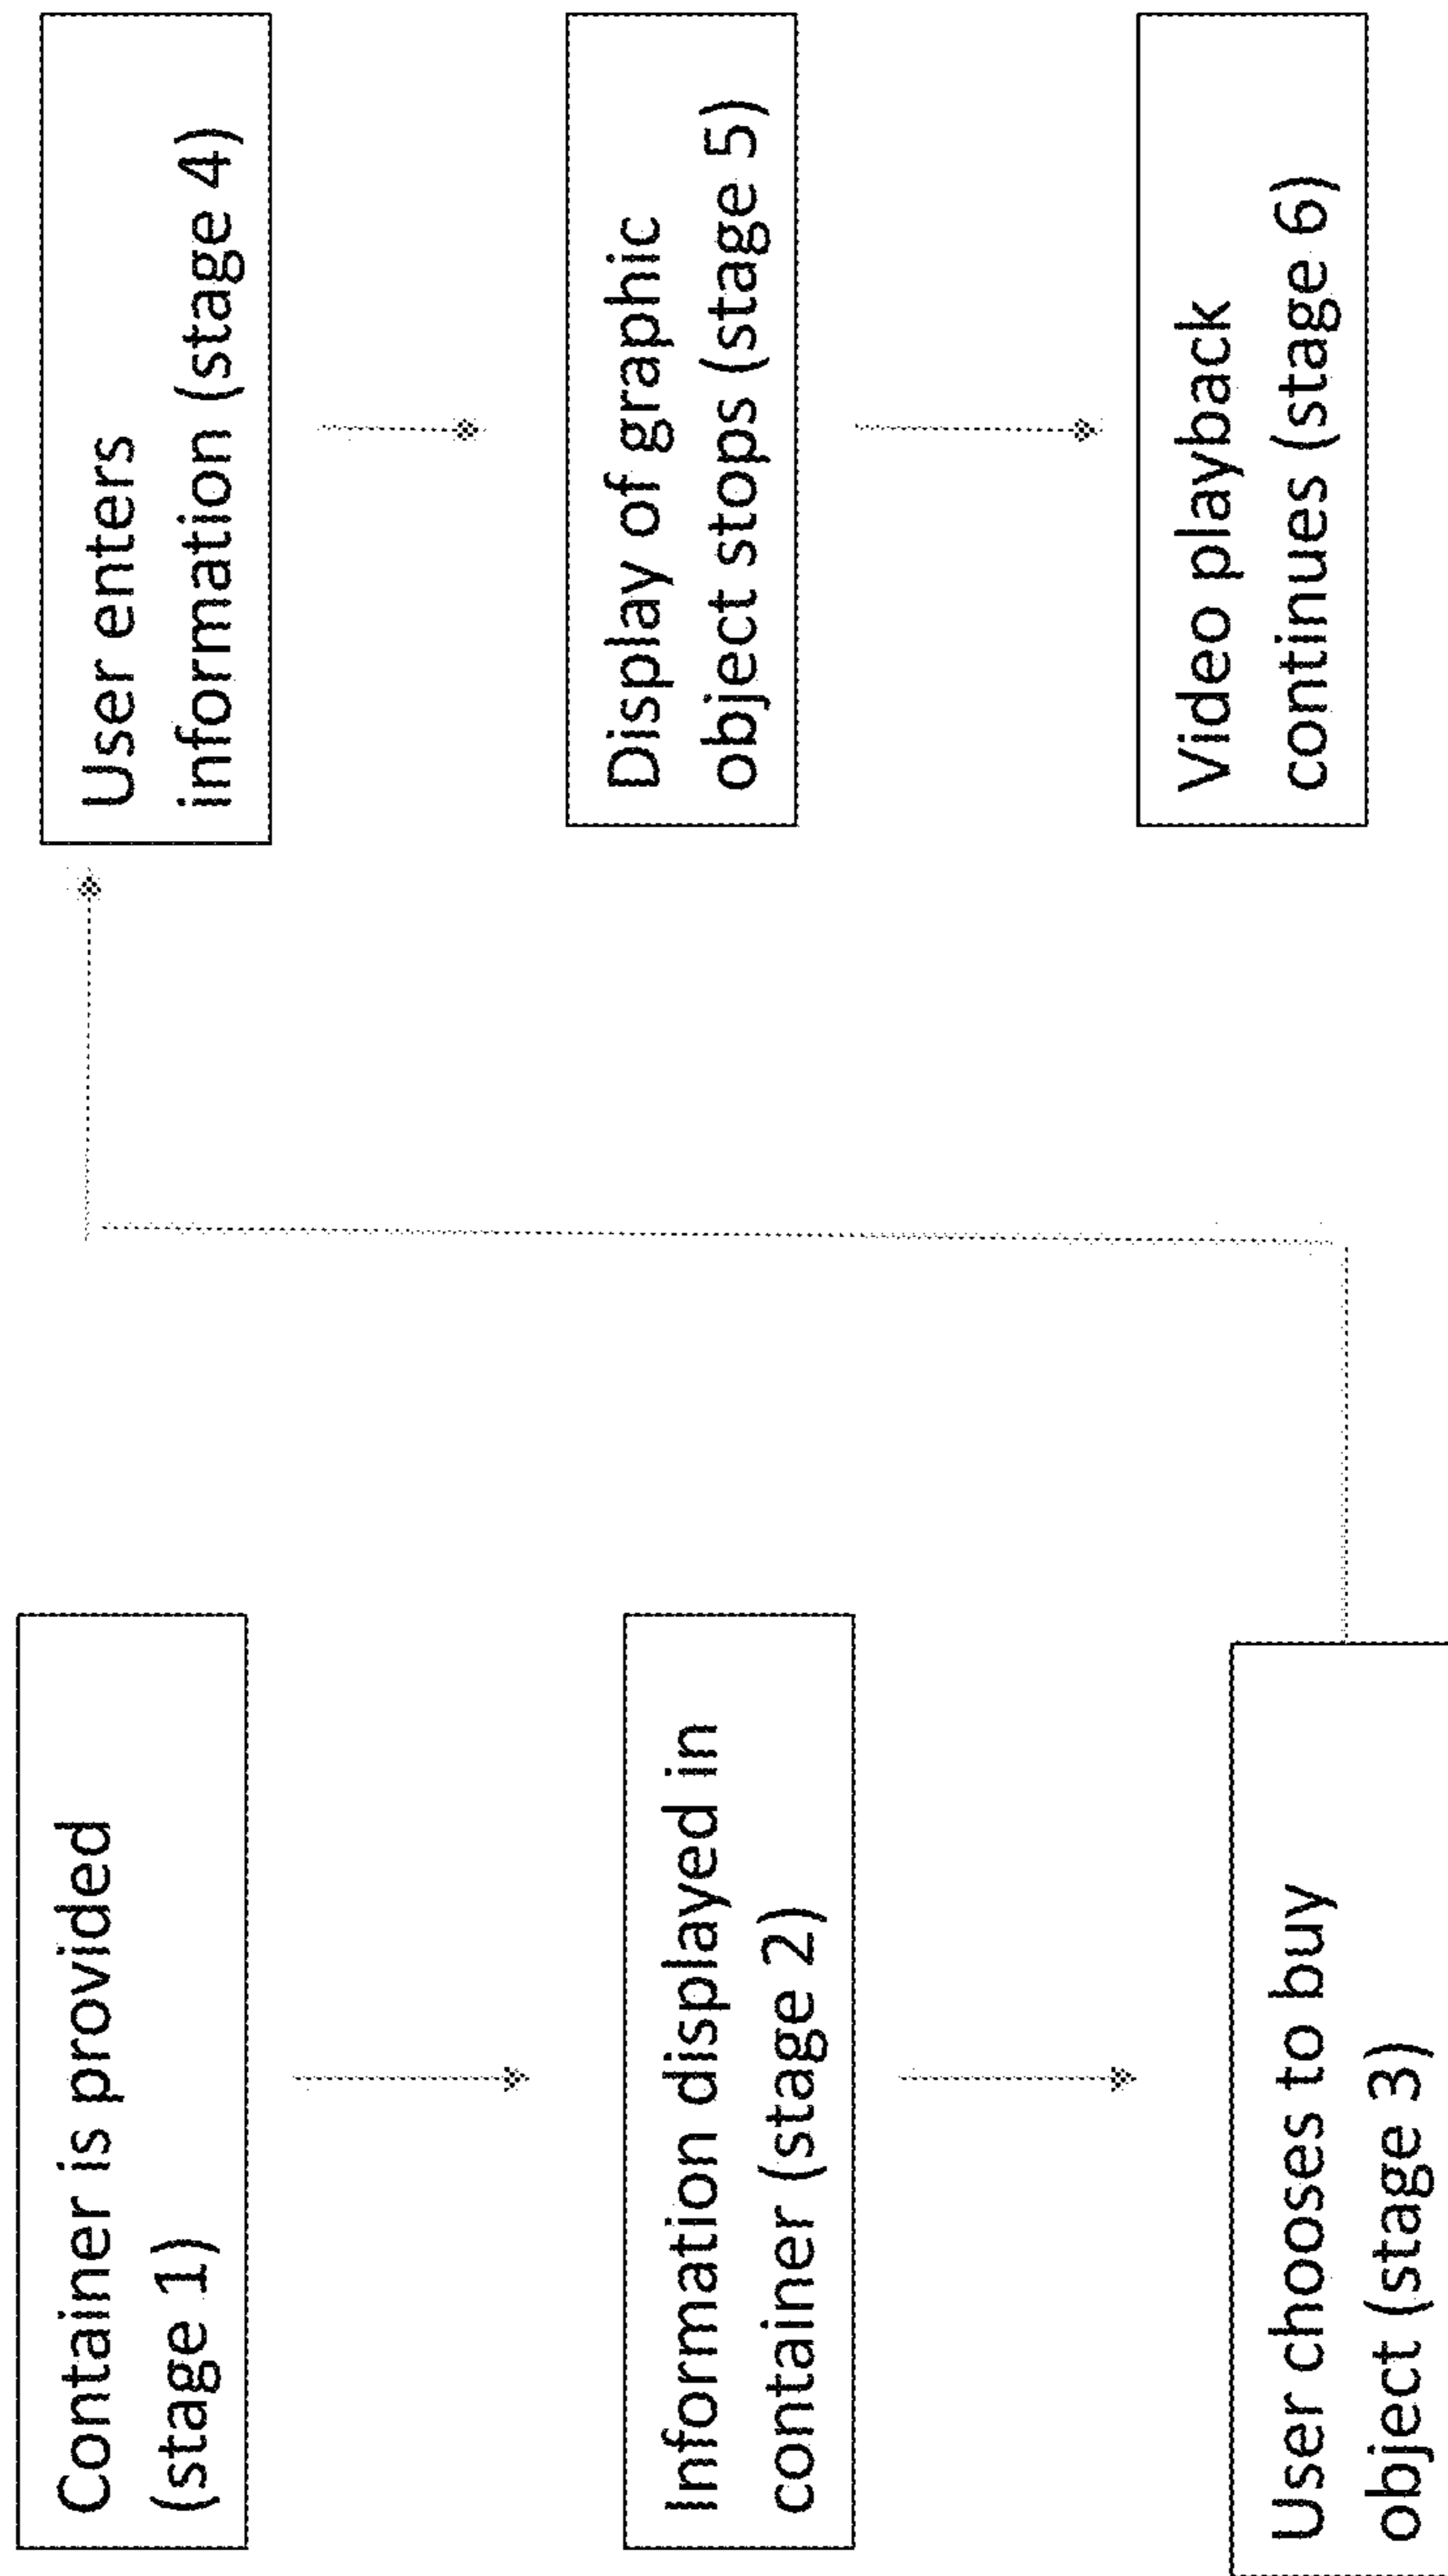 Container is provided
(stage 1)
Information displayed in
container (stage 2)
User chooses to buy
object (stage 3)
User enters
information (stage 4)
Display of graphic
object stops (stage 5)
Video playback
continues (stage 6)